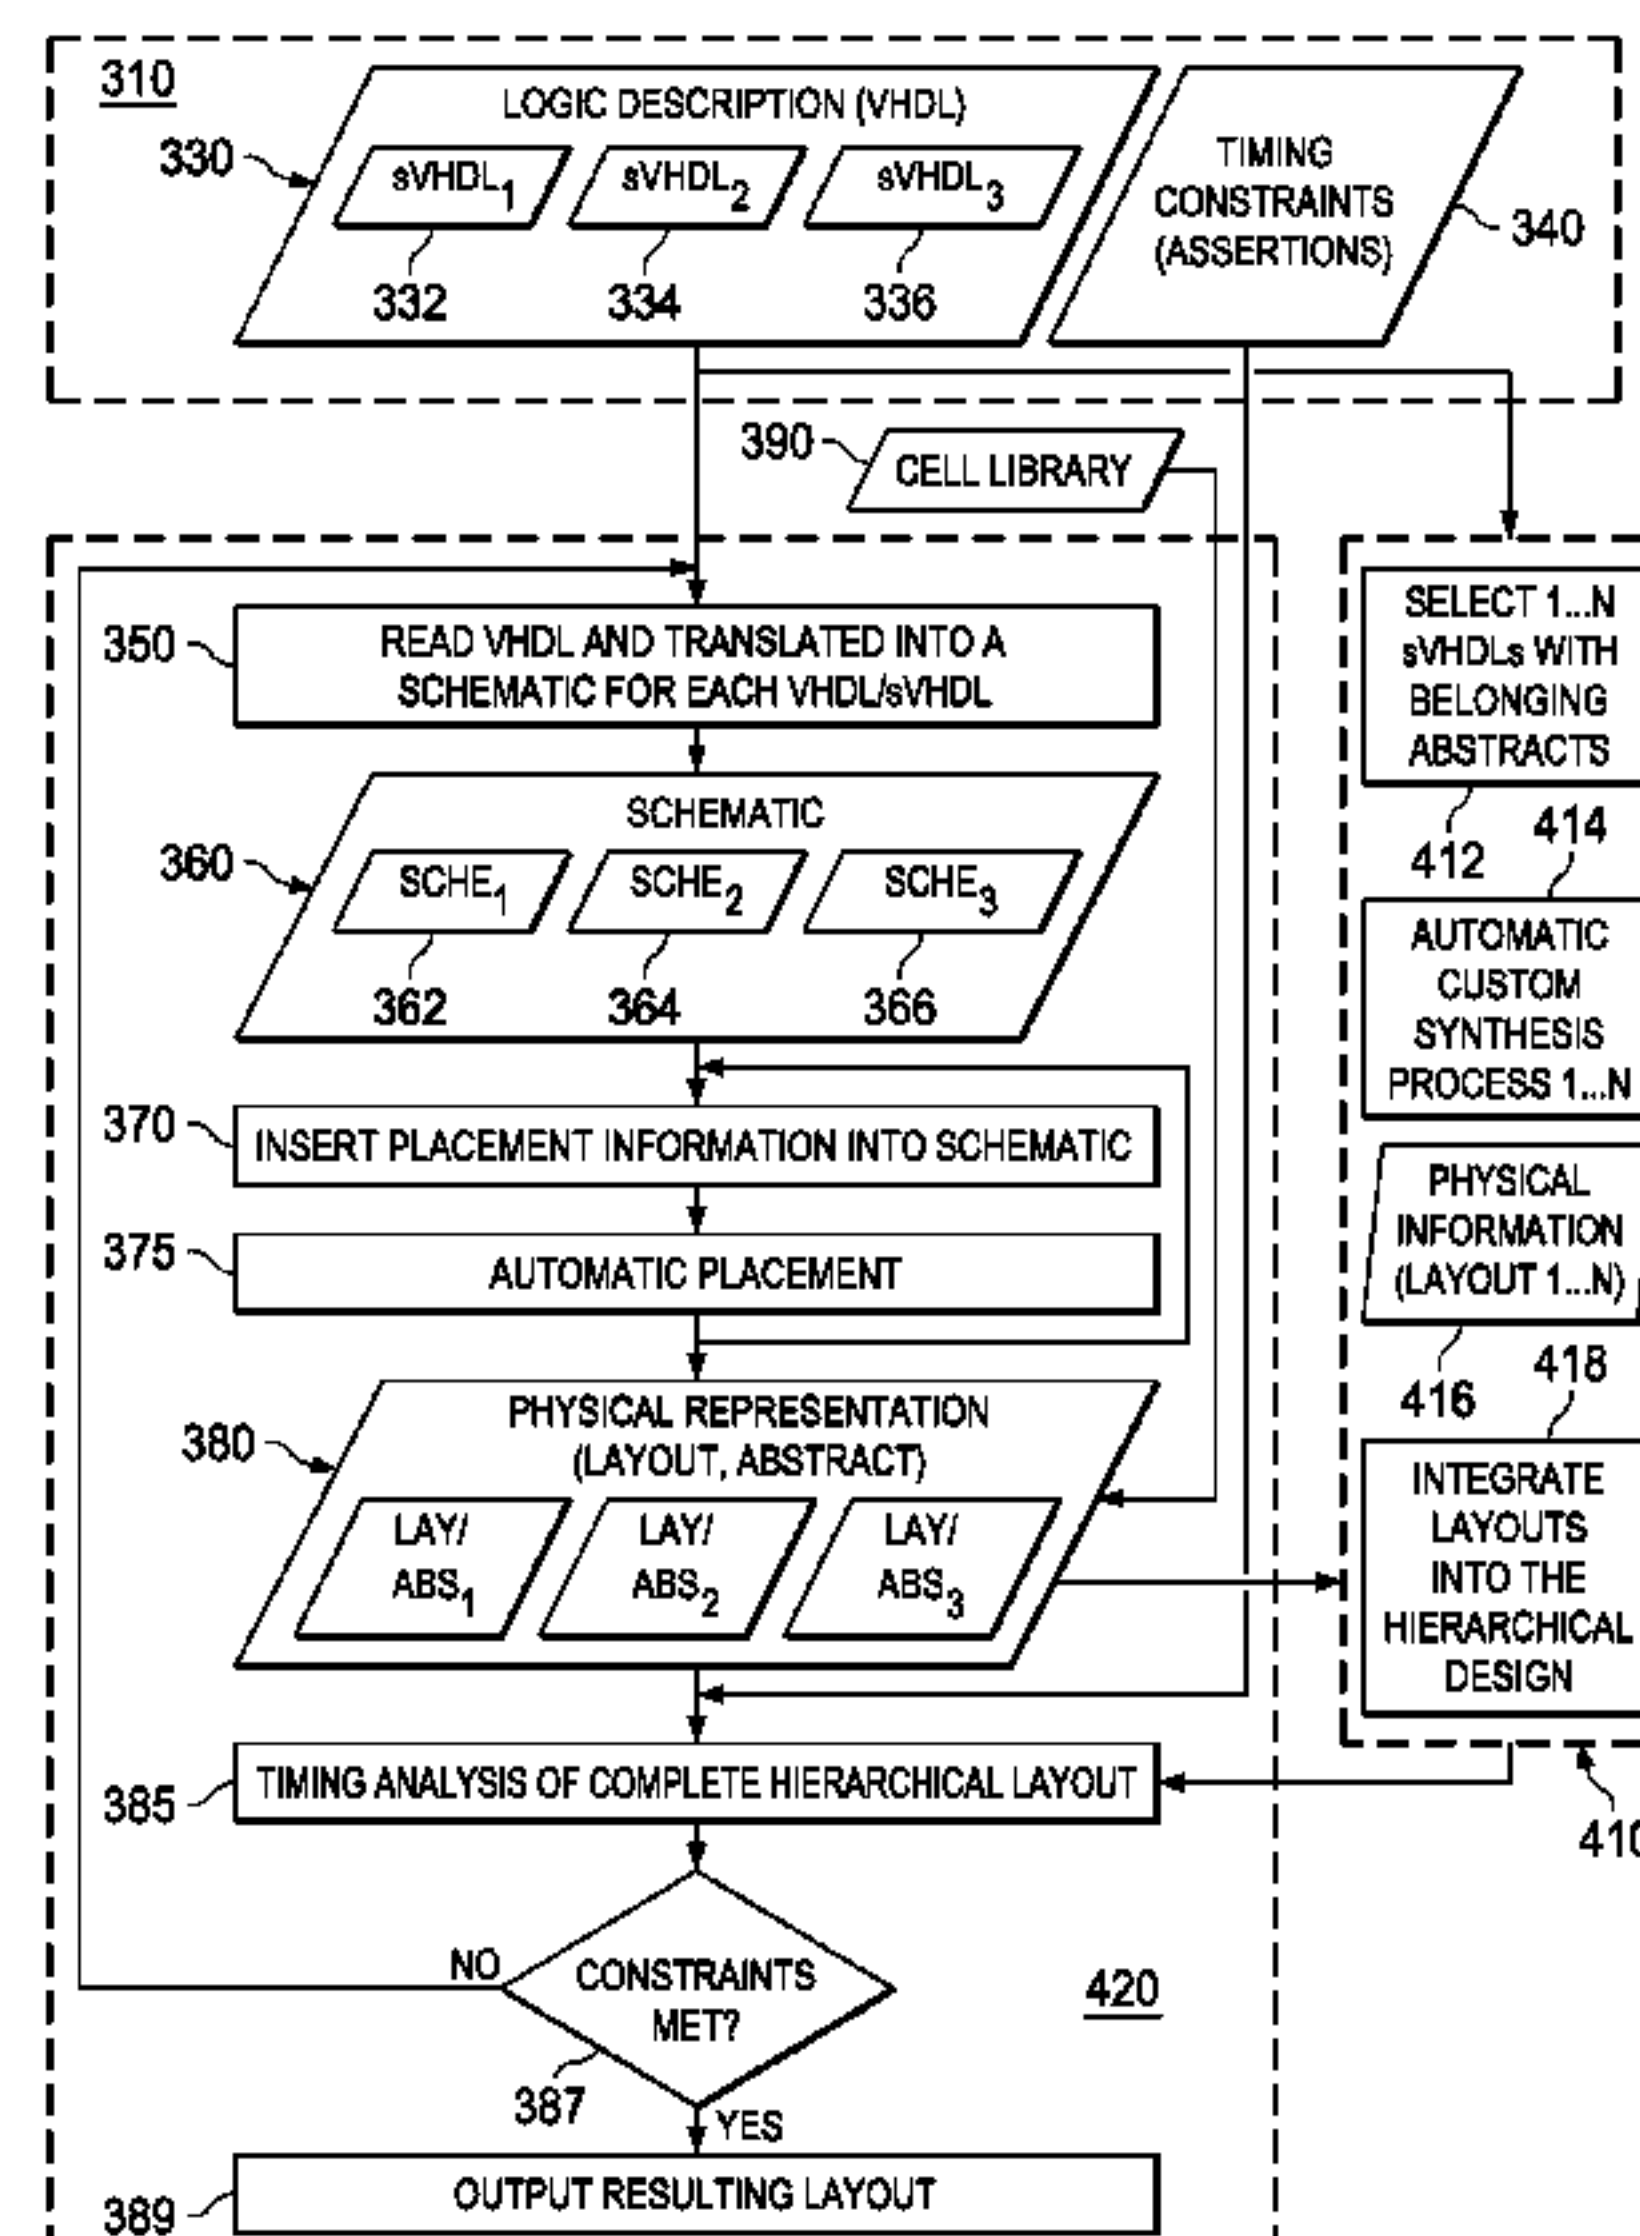 310
LOGIC DESCRIPTION (VHDL)
330
sVHDL1
sVHDL2
sVHDL3
332
334
336
TIMING
CONSTRAINTS
(ASSERTIONS)
340
390
CELL LIBRARY
350
READ VHDL AND TRANSLATED INTO A
SCHEMATIC FOR EACH VHDL/sVHDL
SCHEMATIC
360
SCHE1
SCHE2
SCHE3
362
364
366
370
INSERT PLACEMENT INFORMATION INTO SCHEMATIC
375
AUTOMATIC PLACEMENT
380
PHYSICAL REPRESENTATION
(LAYOUT, ABSTRACT)
LAY/
ABS1
LAY/
ABS2
LAY/
ABS3
385
TIMING ANALYSIS OF COMPLETE HIERARCHICAL LAYOUT
NO
CONSTRAINTS
MET?
420
387
YES
389
OUTPUT RESULTING LAYOUT
SELECT 1...N
sVHDLs WITH
BELONGING
ABSTRACTS
412
414
AUTOMATIC
CUSTOM
SYNTHESIS
PROCESS 1...N
PHYSICAL
INFORMATION
(LAYOUT 1...N)
416
418
INTEGRATE
LAYOUTS
INTO THE
HIERARCHICAL
DESIGN
410